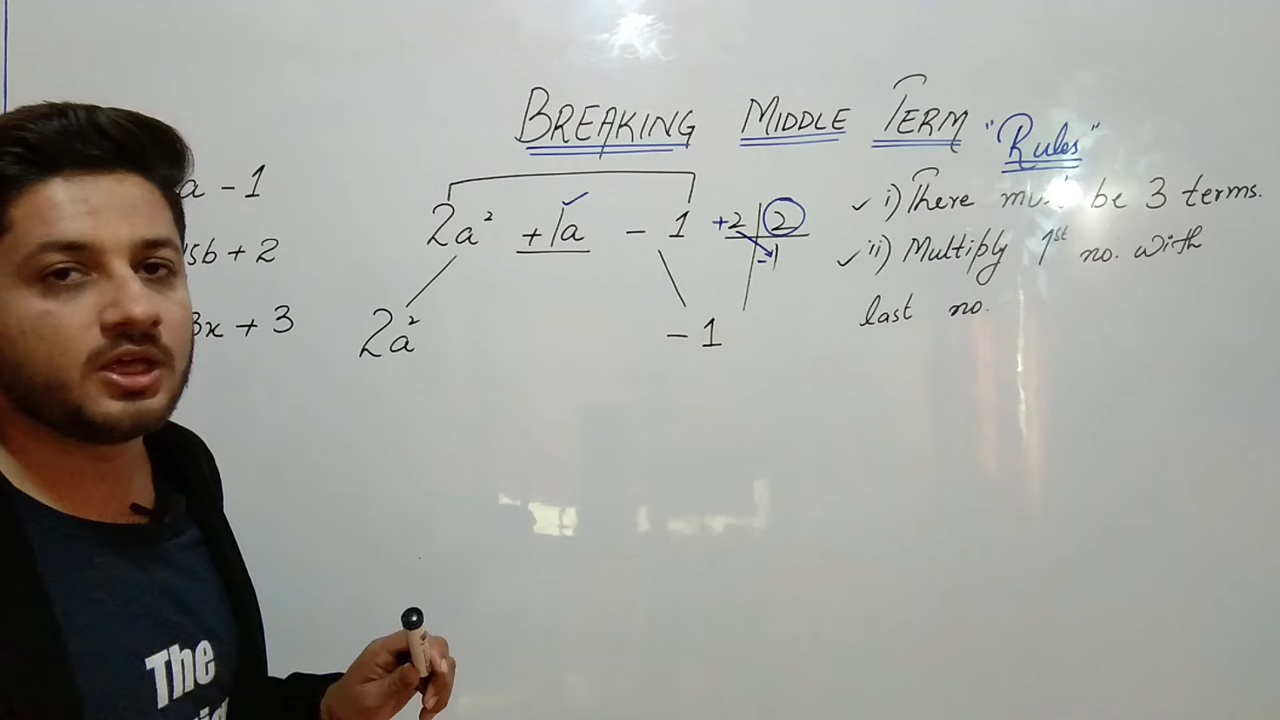 BREAKING MIDDLE TERM
"Rules"
a - 1
5b + 2
3x + 3
2a² + 1a - 1
+2 | 2
-1
2a²
- 1
i) There must be 3 terms.
ii) Multiply 1st no. with
last no.
The